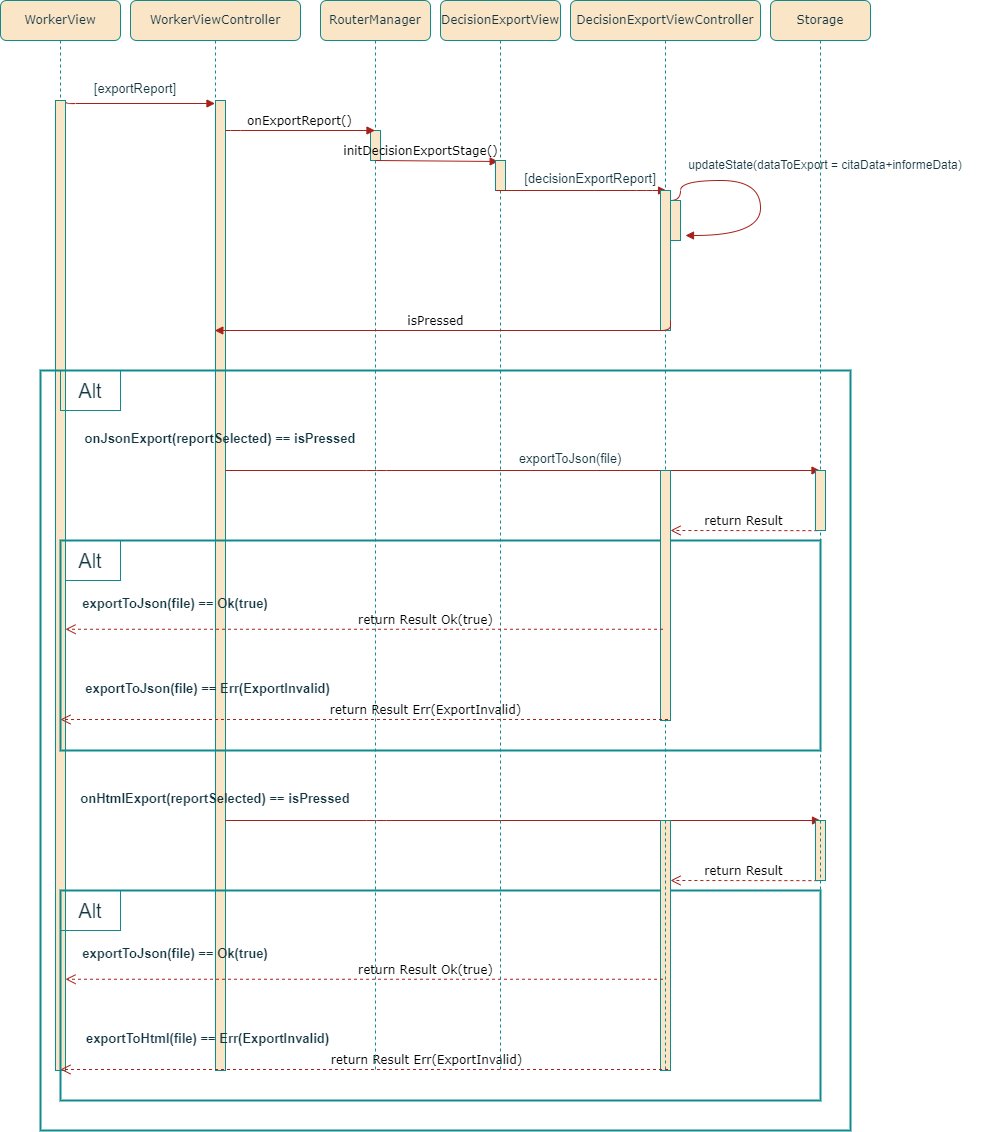 WorkerView
WorkerViewController
RouterManager
DecisionExportView
DecisionExportViewController
Storage
[exportReport]
onExportReport()
initDecisionExportStage()
updateState(dataToExport = citaData+informeData)
[decisionExportReport]
isPressed
Alt
onJsonExport(reportSelected) == isPressed
exportToJson(file)
return Result
Alt
exportToJson(file) == Ok(true)
return Result Ok(true)
exportToJson(file) == Err(ExportInvalid)
return Result Err(ExportInvalid)
onHtmlExport(reportSelected) == isPressed
return Result
Alt
exportToJson(file) == Ok(true)
return Result Ok(true)
exportToHtml(file) == Err(ExportInvalid)
return Result Err(ExportInvalid)